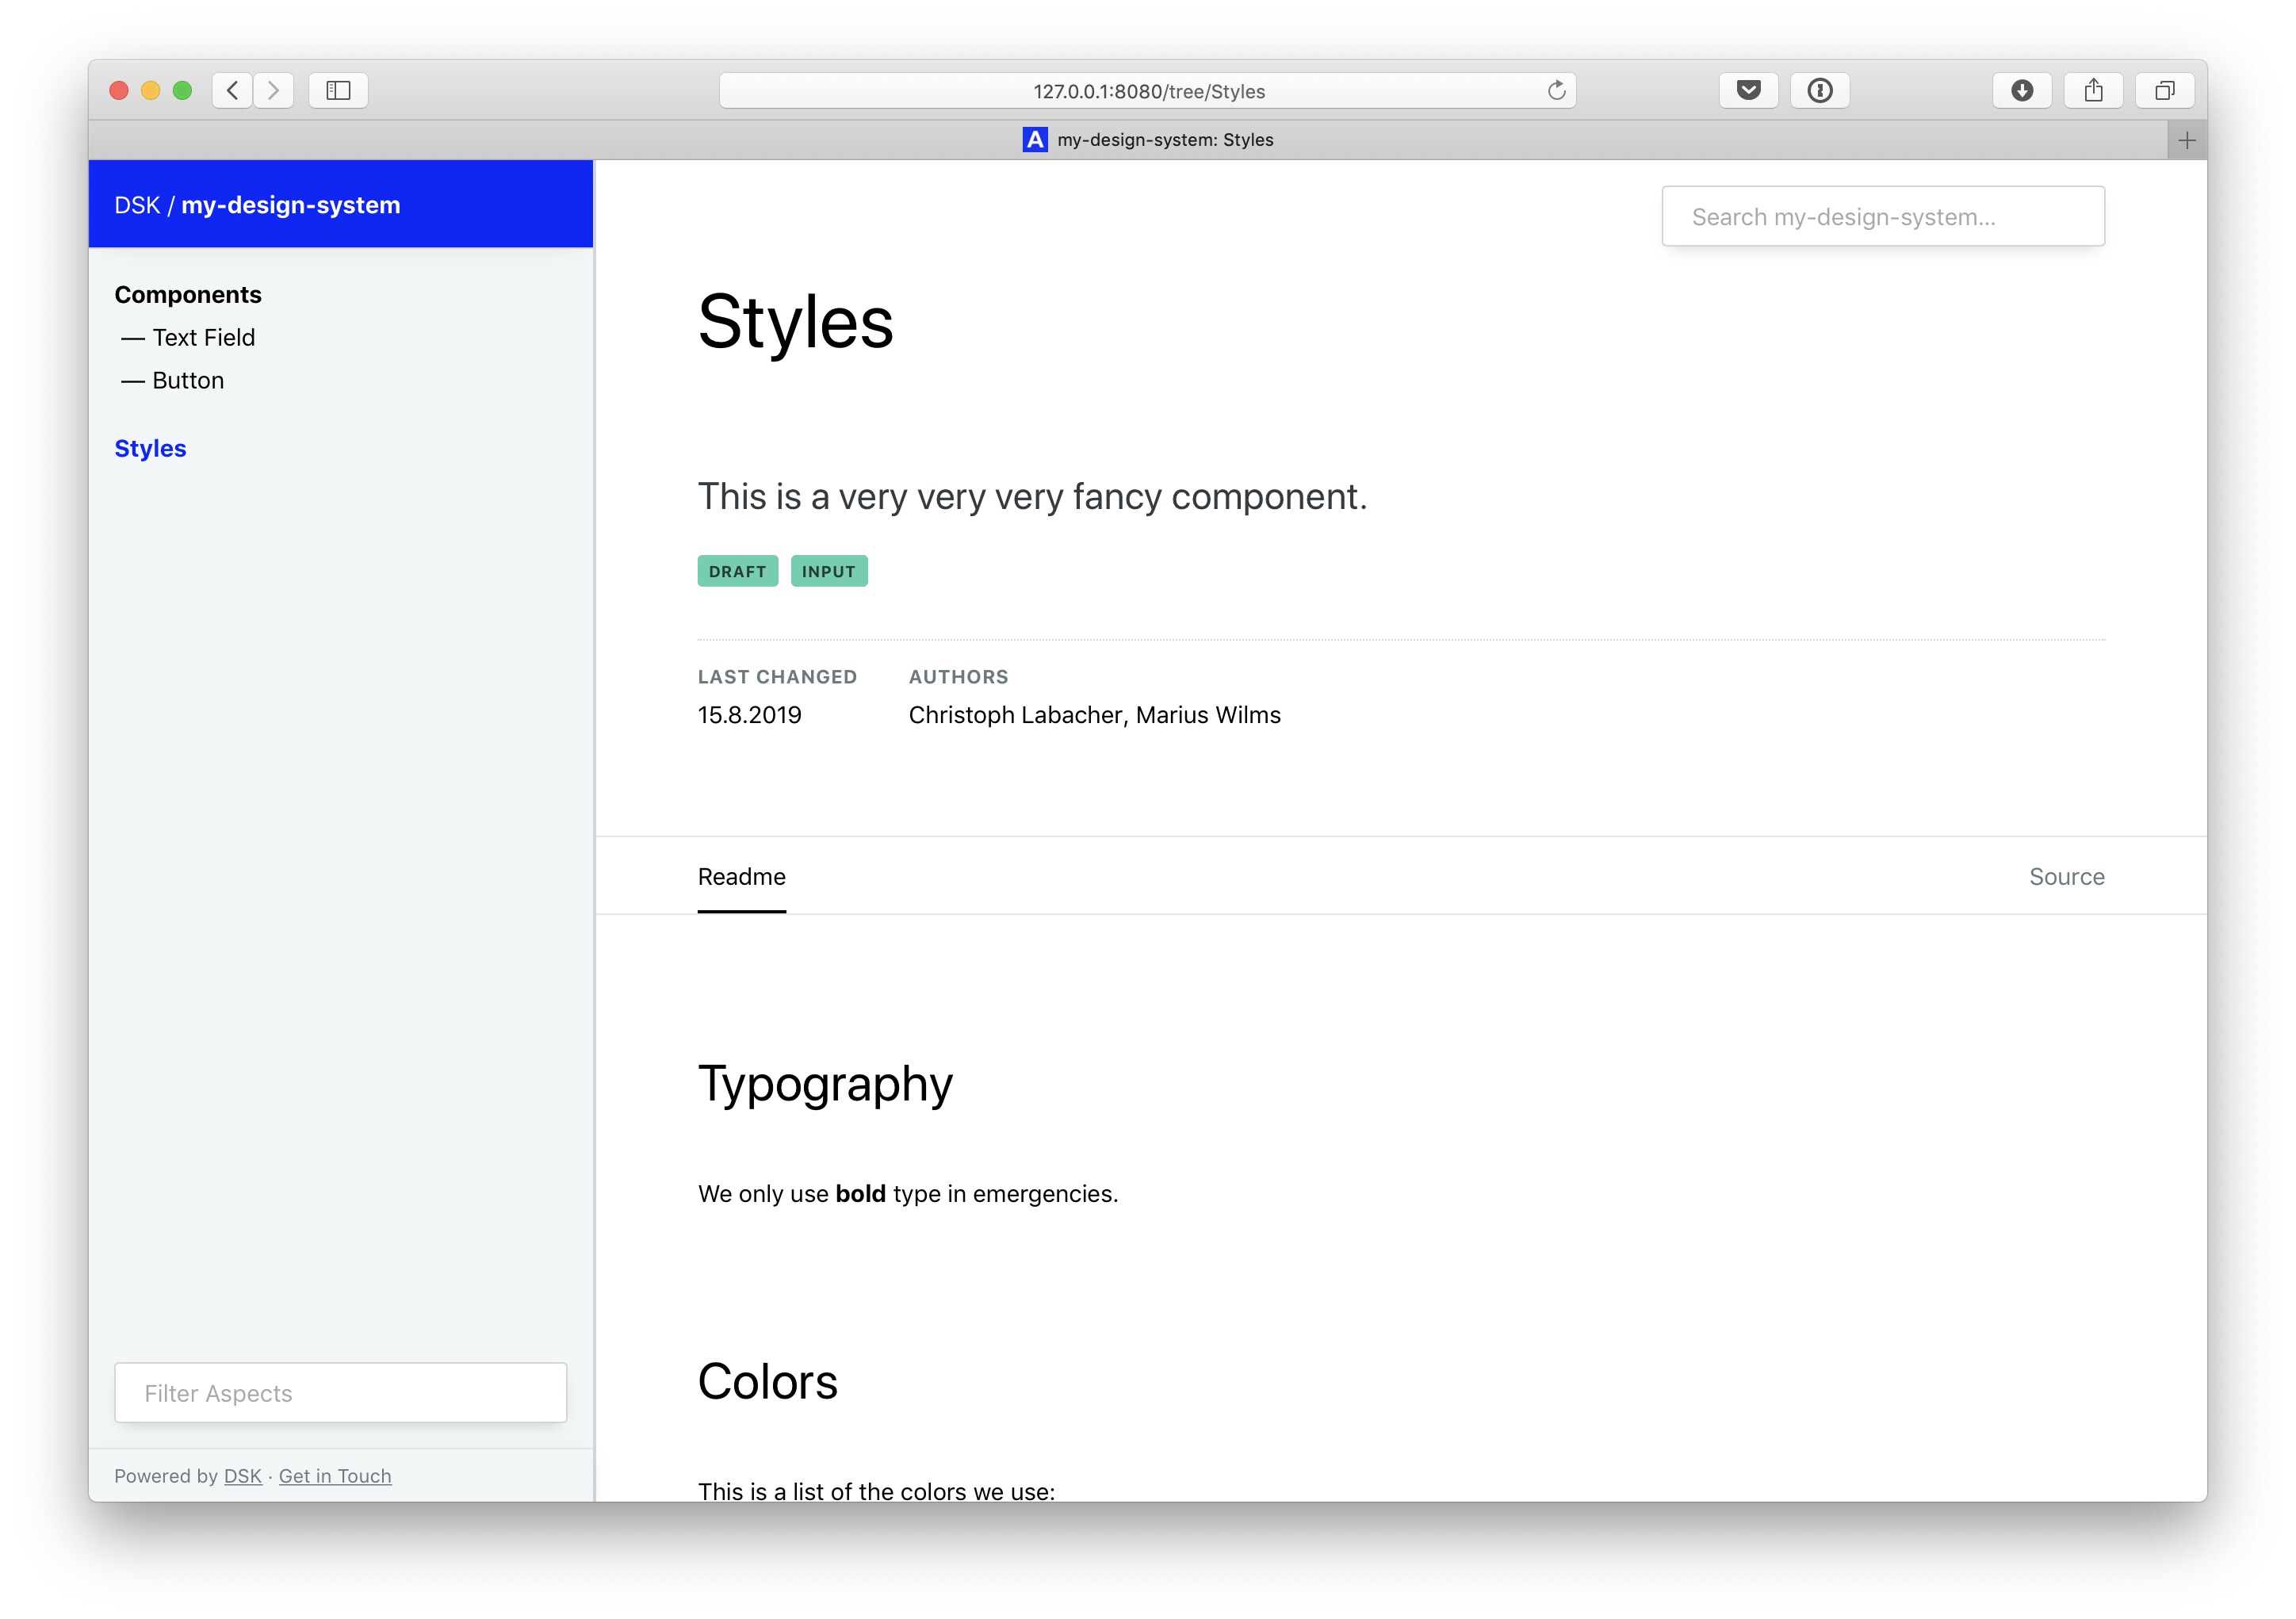 127.0.0.1:8080/tree/Styles
A my-design-system: Styles
DSK / my-design-system
Search my-design-system...
Components
— Text Field
— Button
Styles
Styles
This is a very very very fancy component.
DRAFT INPUT
LAST CHANGED AUTHORS
15.8.2019 Christoph Labacher, Marius Wilms
Readme Source
Typography
We only use bold type in emergencies.
Colors
This is a list of the colors we use:
Filter Aspects
Powered by DSK · Get in Touch